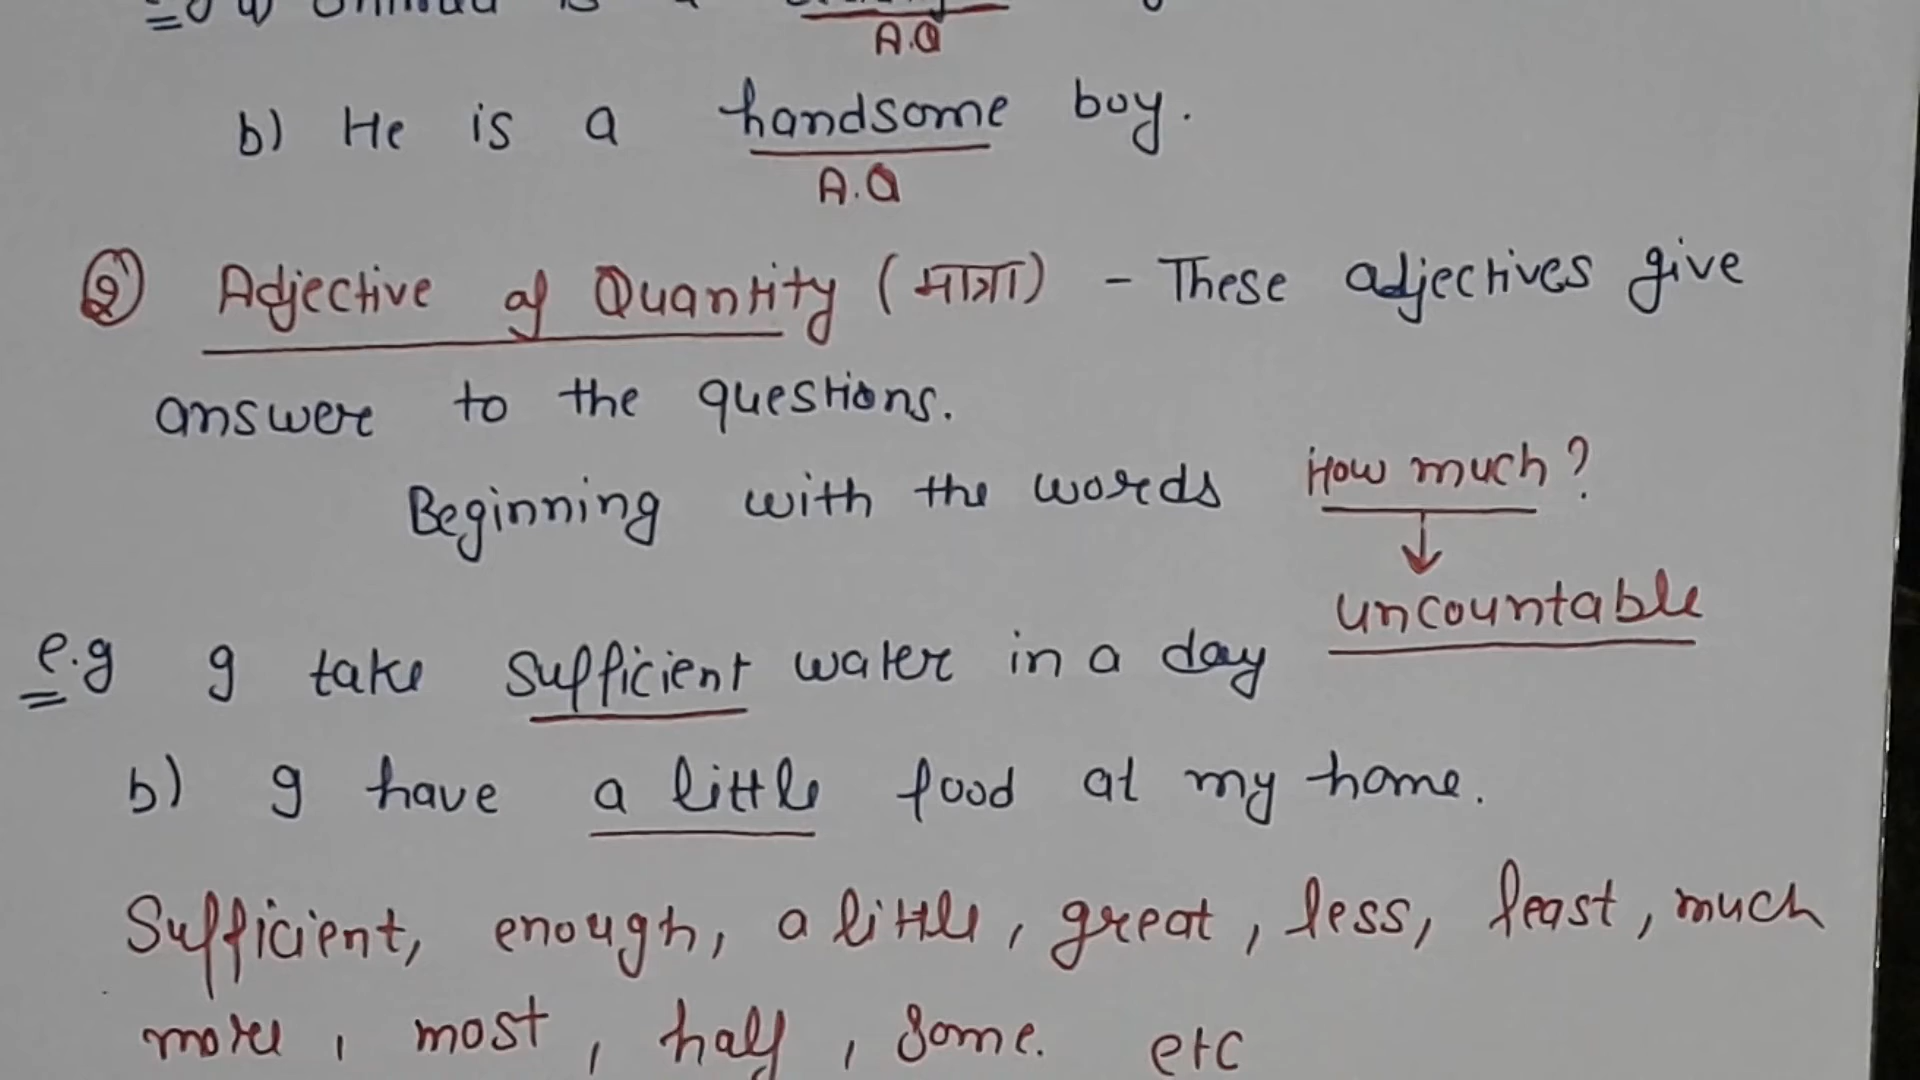 is a
A.Q
b) He is a handsome boy.
A.Q
2 Adjective of Quantity (मात्रा) - These adjectives give
answer to the questions.
Beginning with the words How much?
↓
uncountable
e.g I take sufficient water in a day
b) I have a little food at my home.
Sufficient, enough, a little, great, less, least, much
more, most, half, some. etc